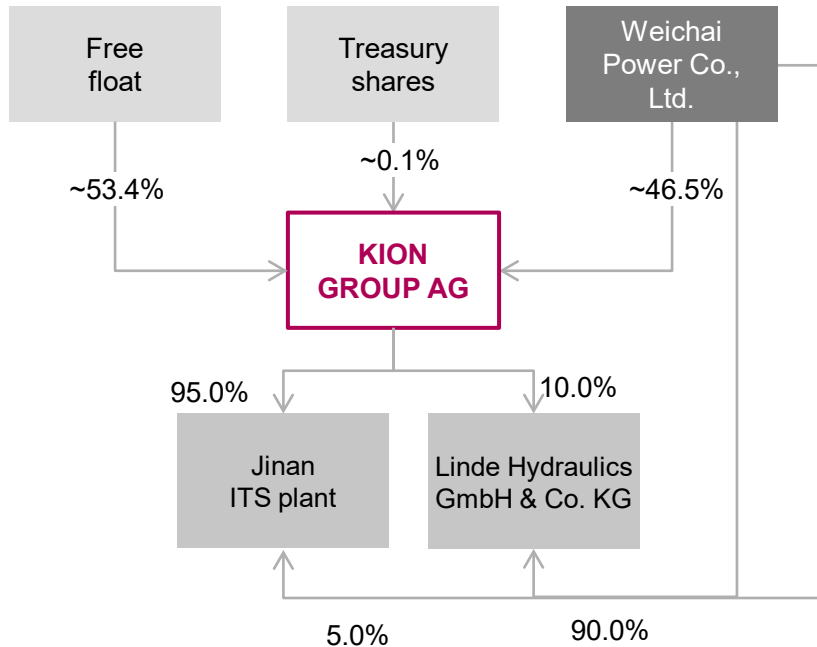 Free
float
Treasury
shares
Weichai
Power Co.,
Ltd.
~53.4%
~0.1%
~46.5%
KION
GROUP AG
95.0%
10.0%
Jinan
ITS plant
Linde Hydraulics
GmbH & Co. KG
5.0%
90.0%